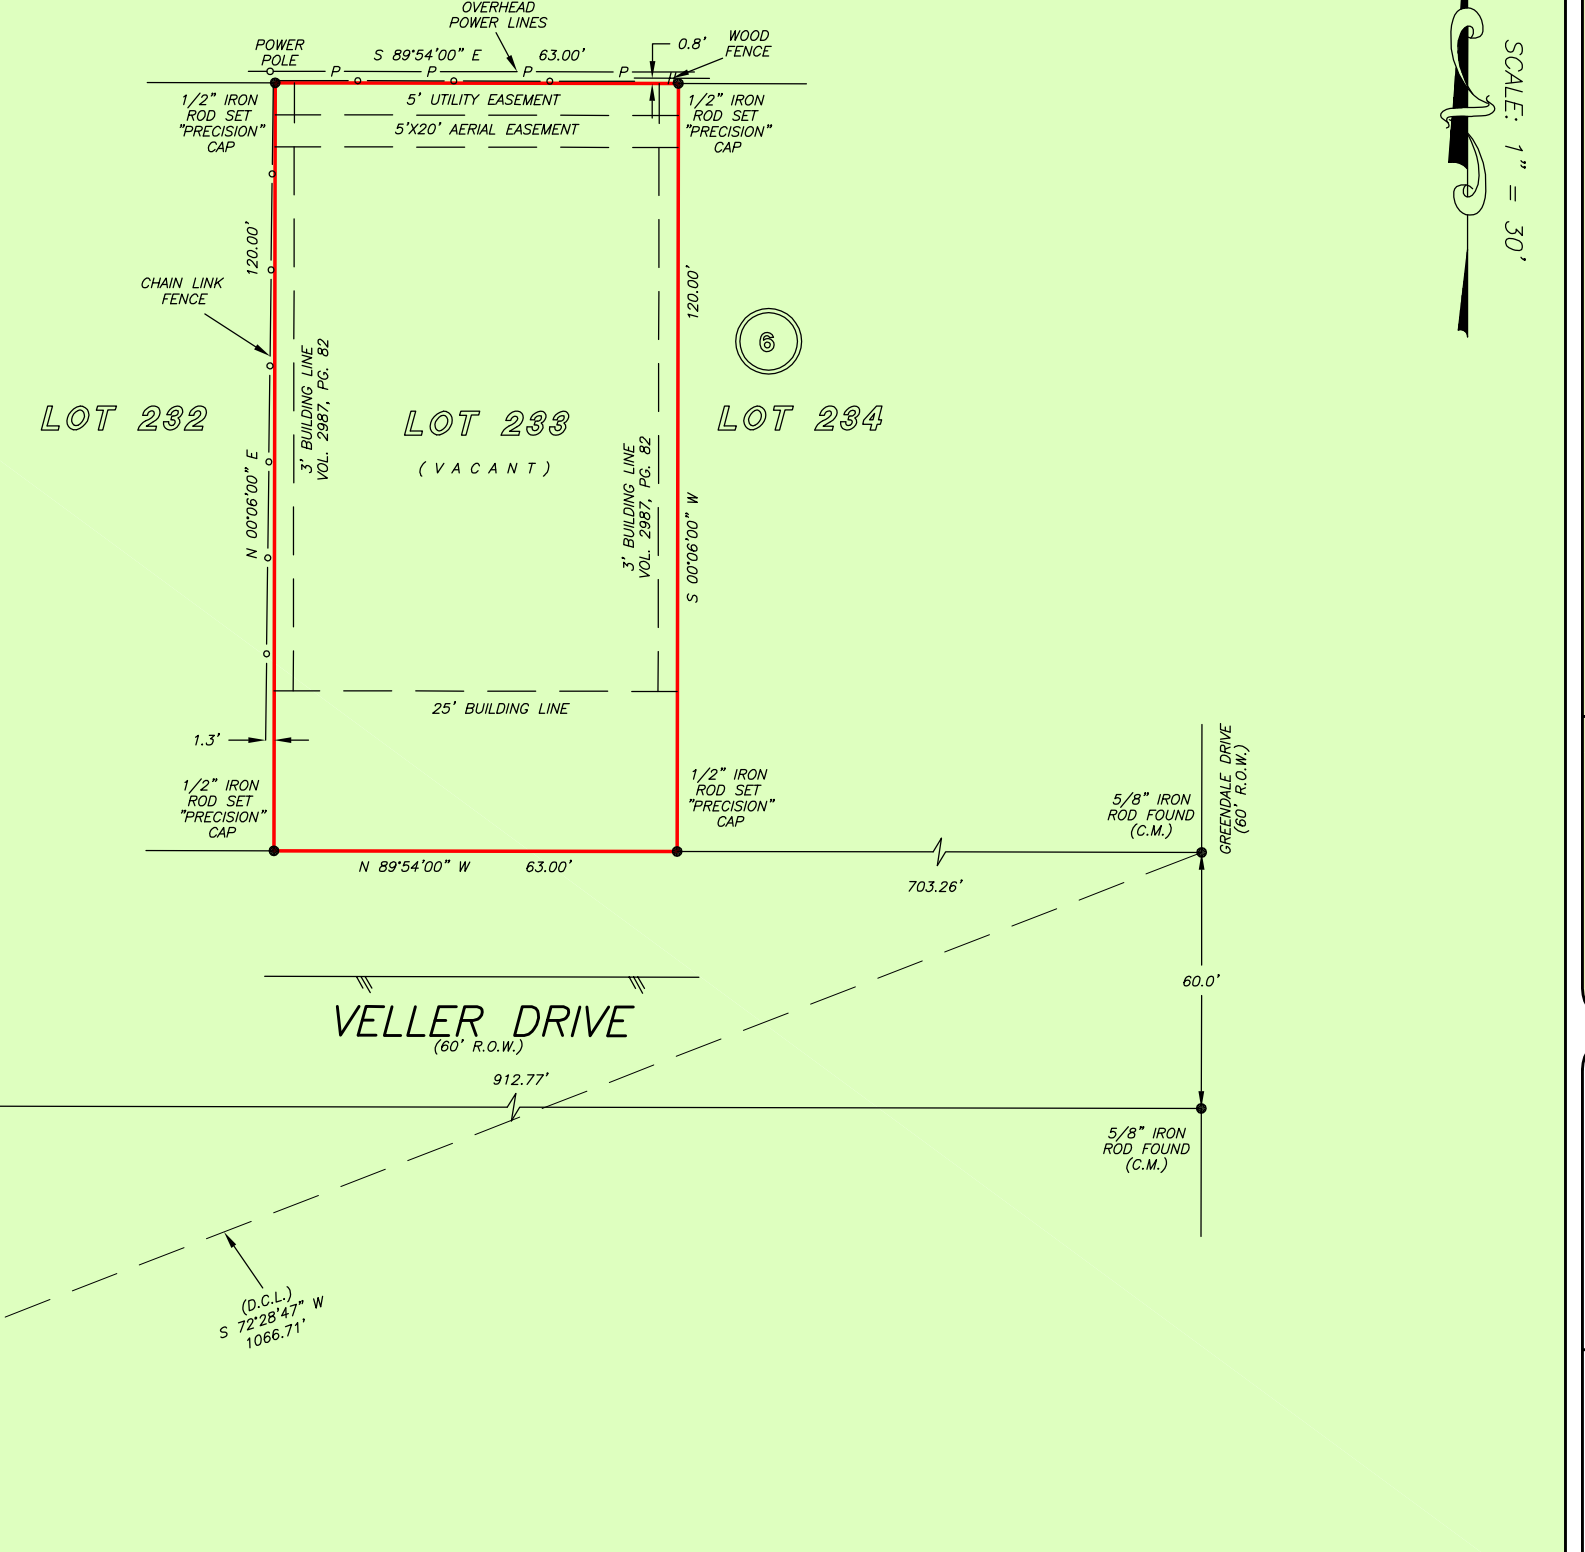 OVERHEAD
POWER LINES
POWER
POLE
S 89°54'00" E 63.00'
0.8'
WOOD
FENCE
P P P P
1/2" IRON
ROD SET
"PRECISION"
CAP
5' UTILITY EASEMENT
5'X20' AERIAL EASEMENT
1/2" IRON
ROD SET
"PRECISION"
CAP
SCALE: 1" = 30'
120.00'
CHAIN LINK
FENCE
N 00°06'00" E
3' BUILDING LINE
VOL. 2987, PG. 82
120.00'
6
LOT 232
LOT 233
(VACANT)
LOT 234
3' BUILDING LINE
VOL. 2987, PG. 82
S 00°06'00" W
25' BUILDING LINE
1.3'
1/2" IRON
ROD SET
"PRECISION"
CAP
1/2" IRON
ROD SET
"PRECISION"
CAP
5/8" IRON
ROD FOUND
(C.M.)
GREENDALE DRIVE
(60' R.O.W.)
N 89°54'00" W 63.00'
703.26'
60.0'
VELLER DRIVE
(60' R.O.W.)
912.77'
5/8" IRON
ROD FOUND
(C.M.)
(D.C.L.)
S 72°28'47" W
1066.71'